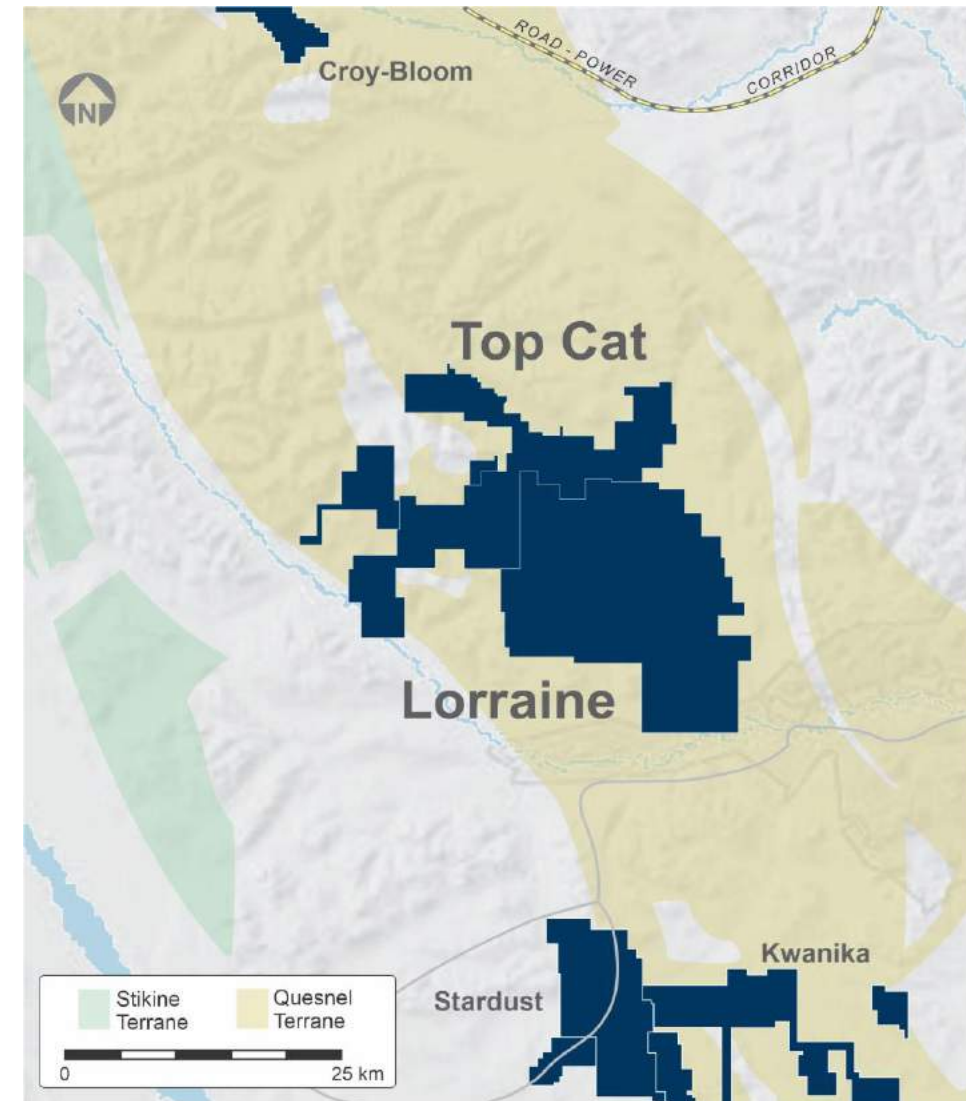 ROAD - POWER CORRIDOR
Croy-Bloom
N
Top Cat
Lorraine
Kwanika
Stardust
Stikine
Terrane
Quesnel
Terrane
0
25 km